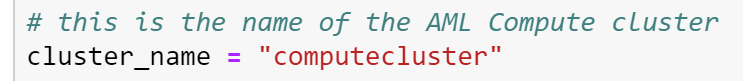 # this is the name of the AML Compute cluster
cluster_name = "computecluster"